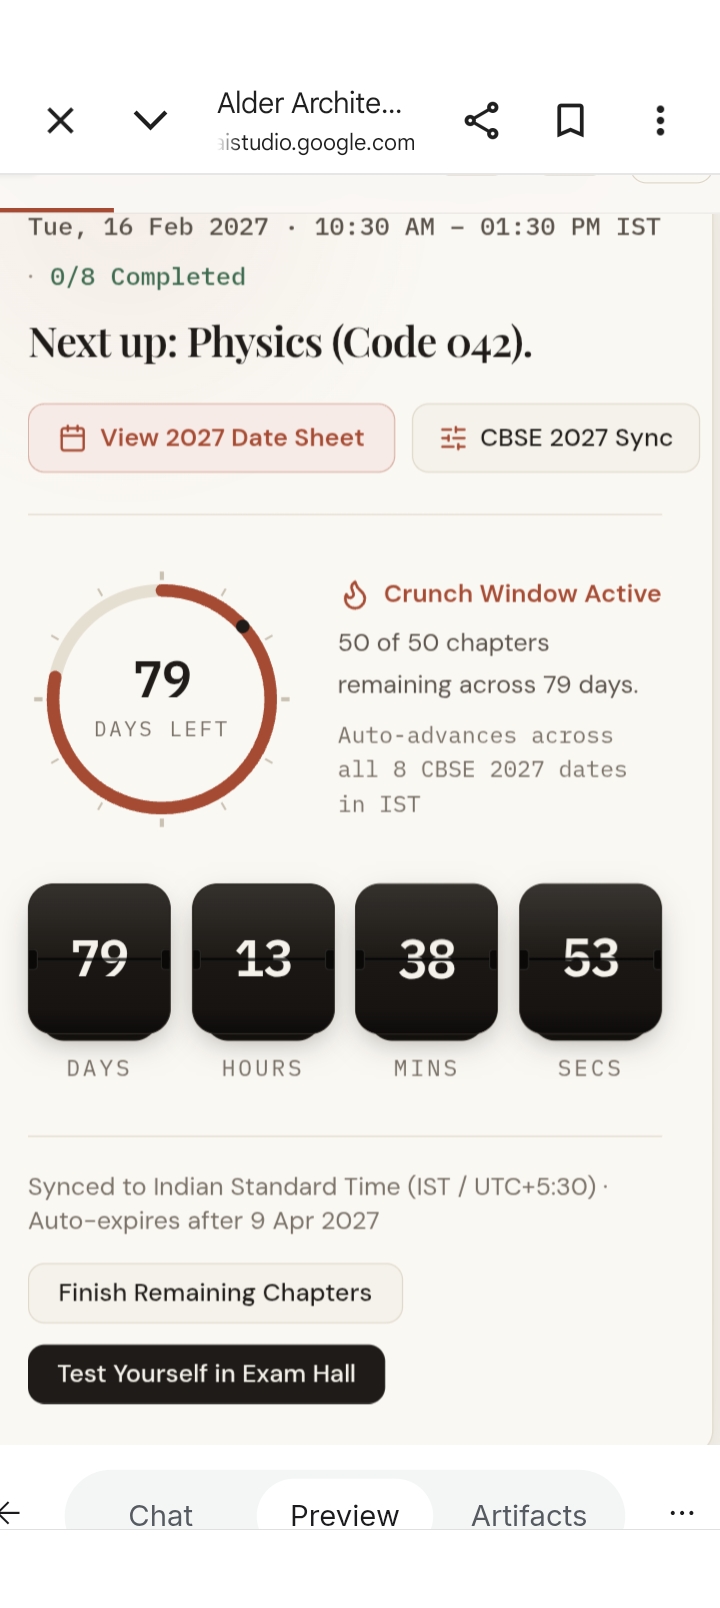 Alder Archite...
aistudio.google.com
Tue, 16 Feb 2027 · 10:30 AM – 01:30 PM IST
· 0/8 Completed
Next up: Physics (Code 042).
View 2027 Date Sheet
CBSE 2027 Sync
79
DAYS LEFT
Crunch Window Active
50 of 50 chapters
remaining across 79 days.
Auto-advances across
all 8 CBSE 2027 dates
in IST
79 13 38 53
DAYS HOURS MINS SECS
Synced to Indian Standard Time (IST / UTC+5:30) ·
Auto-expires after 9 Apr 2027
Finish Remaining Chapters
Test Yourself in Exam Hall
Chat Preview Artifacts